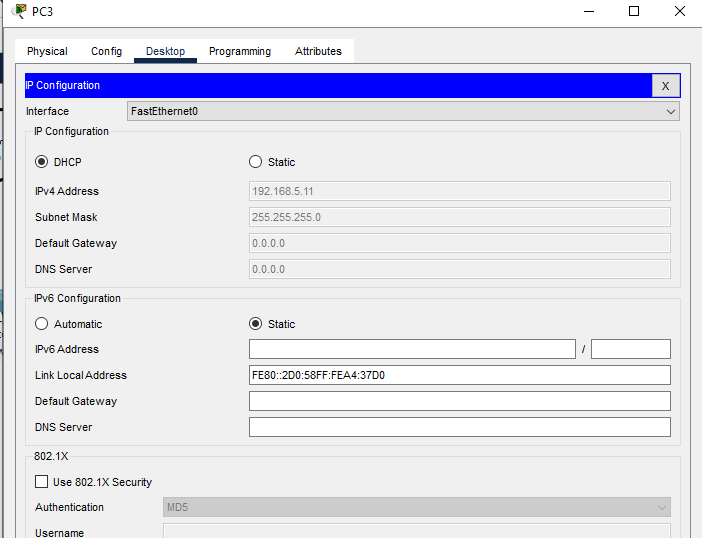 PC3
Physical Config Desktop Programming Attributes
IP Configuration X
Interface FastEthernet0
IP Configuration
DHCP Static
IPv4 Address 192.168.5.11
Subnet Mask 255.255.255.0
Default Gateway 0.0.0.0
DNS Server 0.0.0.0
IPv6 Configuration
Automatic Static
IPv6 Address /
Link Local Address FE80::2D0:58FF:FEA4:37D0
Default Gateway
DNS Server
802.1X
Use 802.1X Security
Authentication MD5
Username